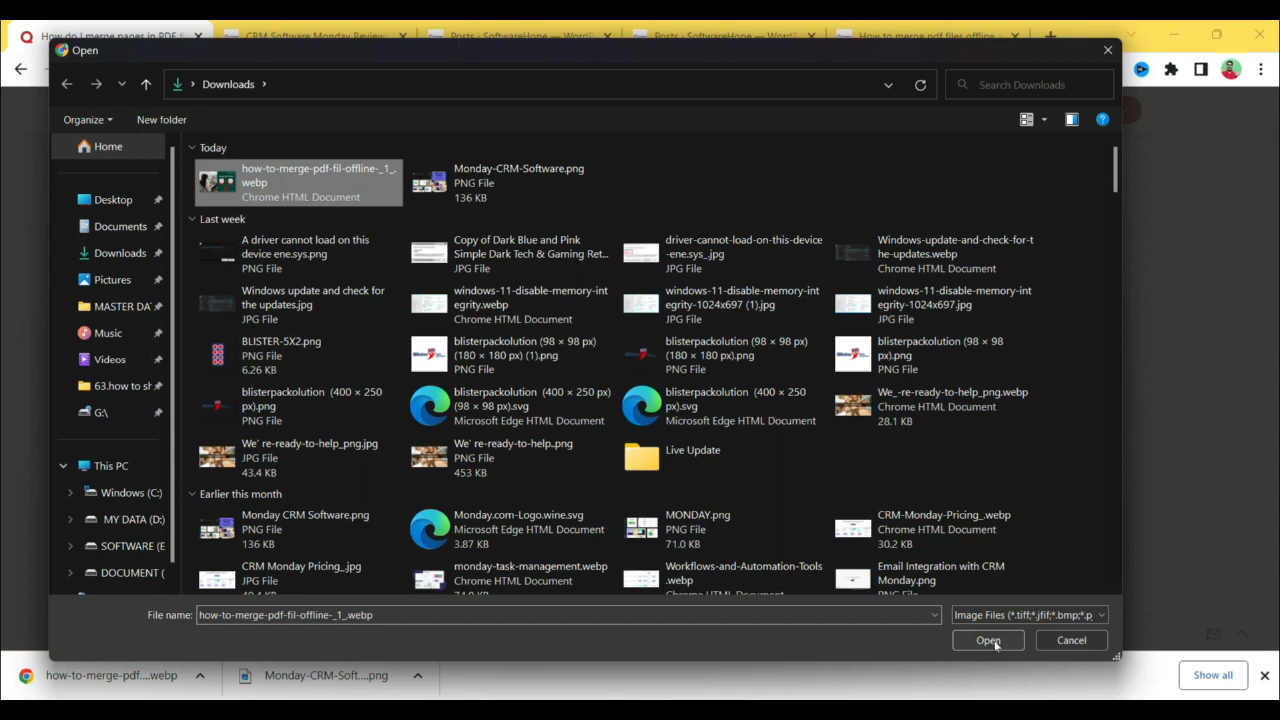 How do I merge pages in PDF f
CRM Software Monday Review
Posts - SoftwareHope — WordP
Posts - SoftwareHope — WordP
How to merge pdf files offline
Open
Downloads
Search Downloads
Organize
New folder
Home
Desktop
Documents
Downloads
Pictures
MASTER DA
Music
Videos
63.how to sh
G:\
This PC
Windows (C:)
MY DATA (D:)
SOFTWARE (E
DOCUMENT (
Today
how-to-merge-pdf-fil-offline-_1_.
webp
Chrome HTML Document
Monday-CRM-Software.png
PNG File
136 KB
Last week
A driver cannot load on this
device ene.sys.png
PNG File
Copy of Dark Blue and Pink
Simple Dark Tech & Gaming Ret...
JPG File
driver-cannot-load-on-this-device
-ene.sys_.jpg
JPG File
Windows-update-and-check-for-t
he-updates.webp
Chrome HTML Document
Windows update and check for
the updates.jpg
JPG File
windows-11-disable-memory-int
egrity.webp
Chrome HTML Document
windows-11-disable-memory-int
egrity-1024x697 (1).jpg
JPG File
windows-11-disable-memory-int
egrity-1024x697.jpg
JPG File
BLISTER-5X2.png
PNG File
6.26 KB
blisterpackolution (98 × 98 px)
(180 × 180 px) (1).png
PNG File
blisterpackolution (98 × 98 px)
(180 × 180 px).png
PNG File
blisterpackolution (98 × 98
px).png
PNG File
blisterpackolution (400 × 250
px).png
PNG File
blisterpackolution (400 × 250 px)
(98 × 98 px).svg
Microsoft Edge HTML Document
blisterpackolution (400 × 250
px).svg
Microsoft Edge HTML Document
We_-re-ready-to-help_png.webp
Chrome HTML Document
28.1 KB
We' re-ready-to-help_png.jpg
JPG File
43.4 KB
We' re-ready-to-help_.png
PNG File
453 KB
Live Update
Earlier this month
Monday CRM Software.png
PNG File
136 KB
Monday.com-Logo.wine.svg
Microsoft Edge HTML Document
3.87 KB
MONDAY.png
PNG File
71.0 KB
CRM-Monday-Pricing_.webp
Chrome HTML Document
30.2 KB
CRM Monday Pricing_.jpg
JPG File
monday-task-management.webp
Chrome HTML Document
Workflows-and-Automation-Tools
.webp
Email Integration with CRM
Monday.png
File name:
how-to-merge-pdf-fil-offline-_1_.webp
Image Files (*.tiff;*.jfif;*.bmp;*.p
Open
Cancel
how-to-merge-pdf....webp
Monday-CRM-Soft....png
Show all